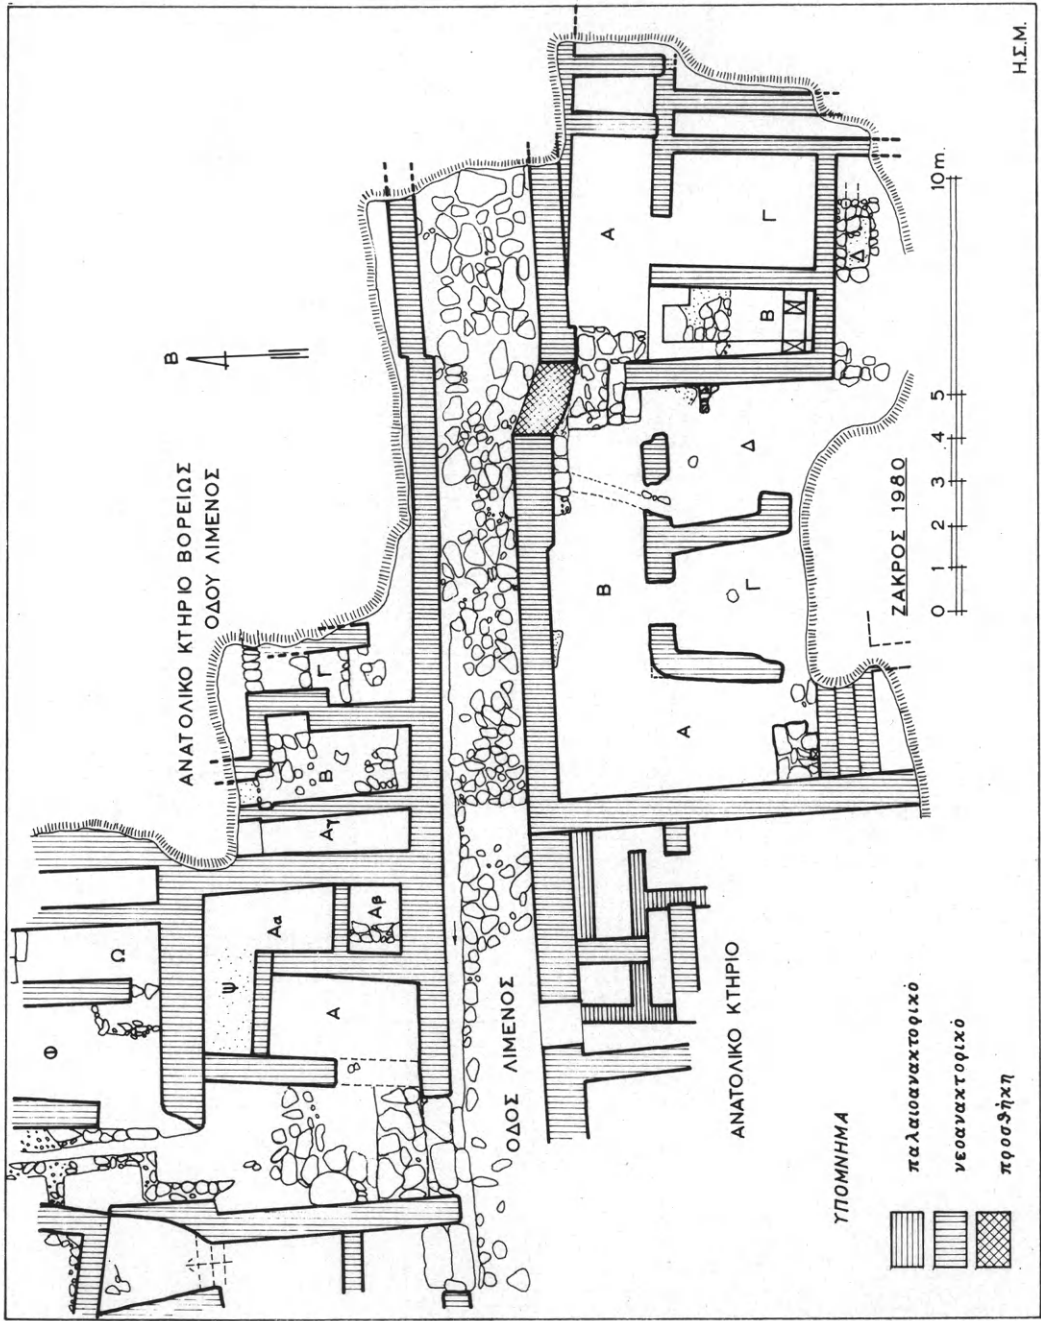 ΑΝΑΤΟΛΙΚΟ ΚΤΗΡΙΟ ΒΟΡΕΙΩΣ
ΟΔΟΥ ΛΙΜΕΝΟΣ
Β
Φ
Ω
Ψ
Αα
Αβ
Αγ
Α
Β
Γ
ΟΔΟΣ ΛΙΜΕΝΟΣ
Α
Β
Γ
Δ
Α
Β
Γ
Δ
ΑΝΑΤΟΛΙΚΟ ΚΤΗΡΙΟ
ΖΑΚΡΟΣ 1980
0 1 2 3 4 5 10 m.
ΥΠΟΜΝΗΜΑ
παλαιοανακτορικό
νεοανακτορικό
προσθήκη
Η.Σ.Μ.